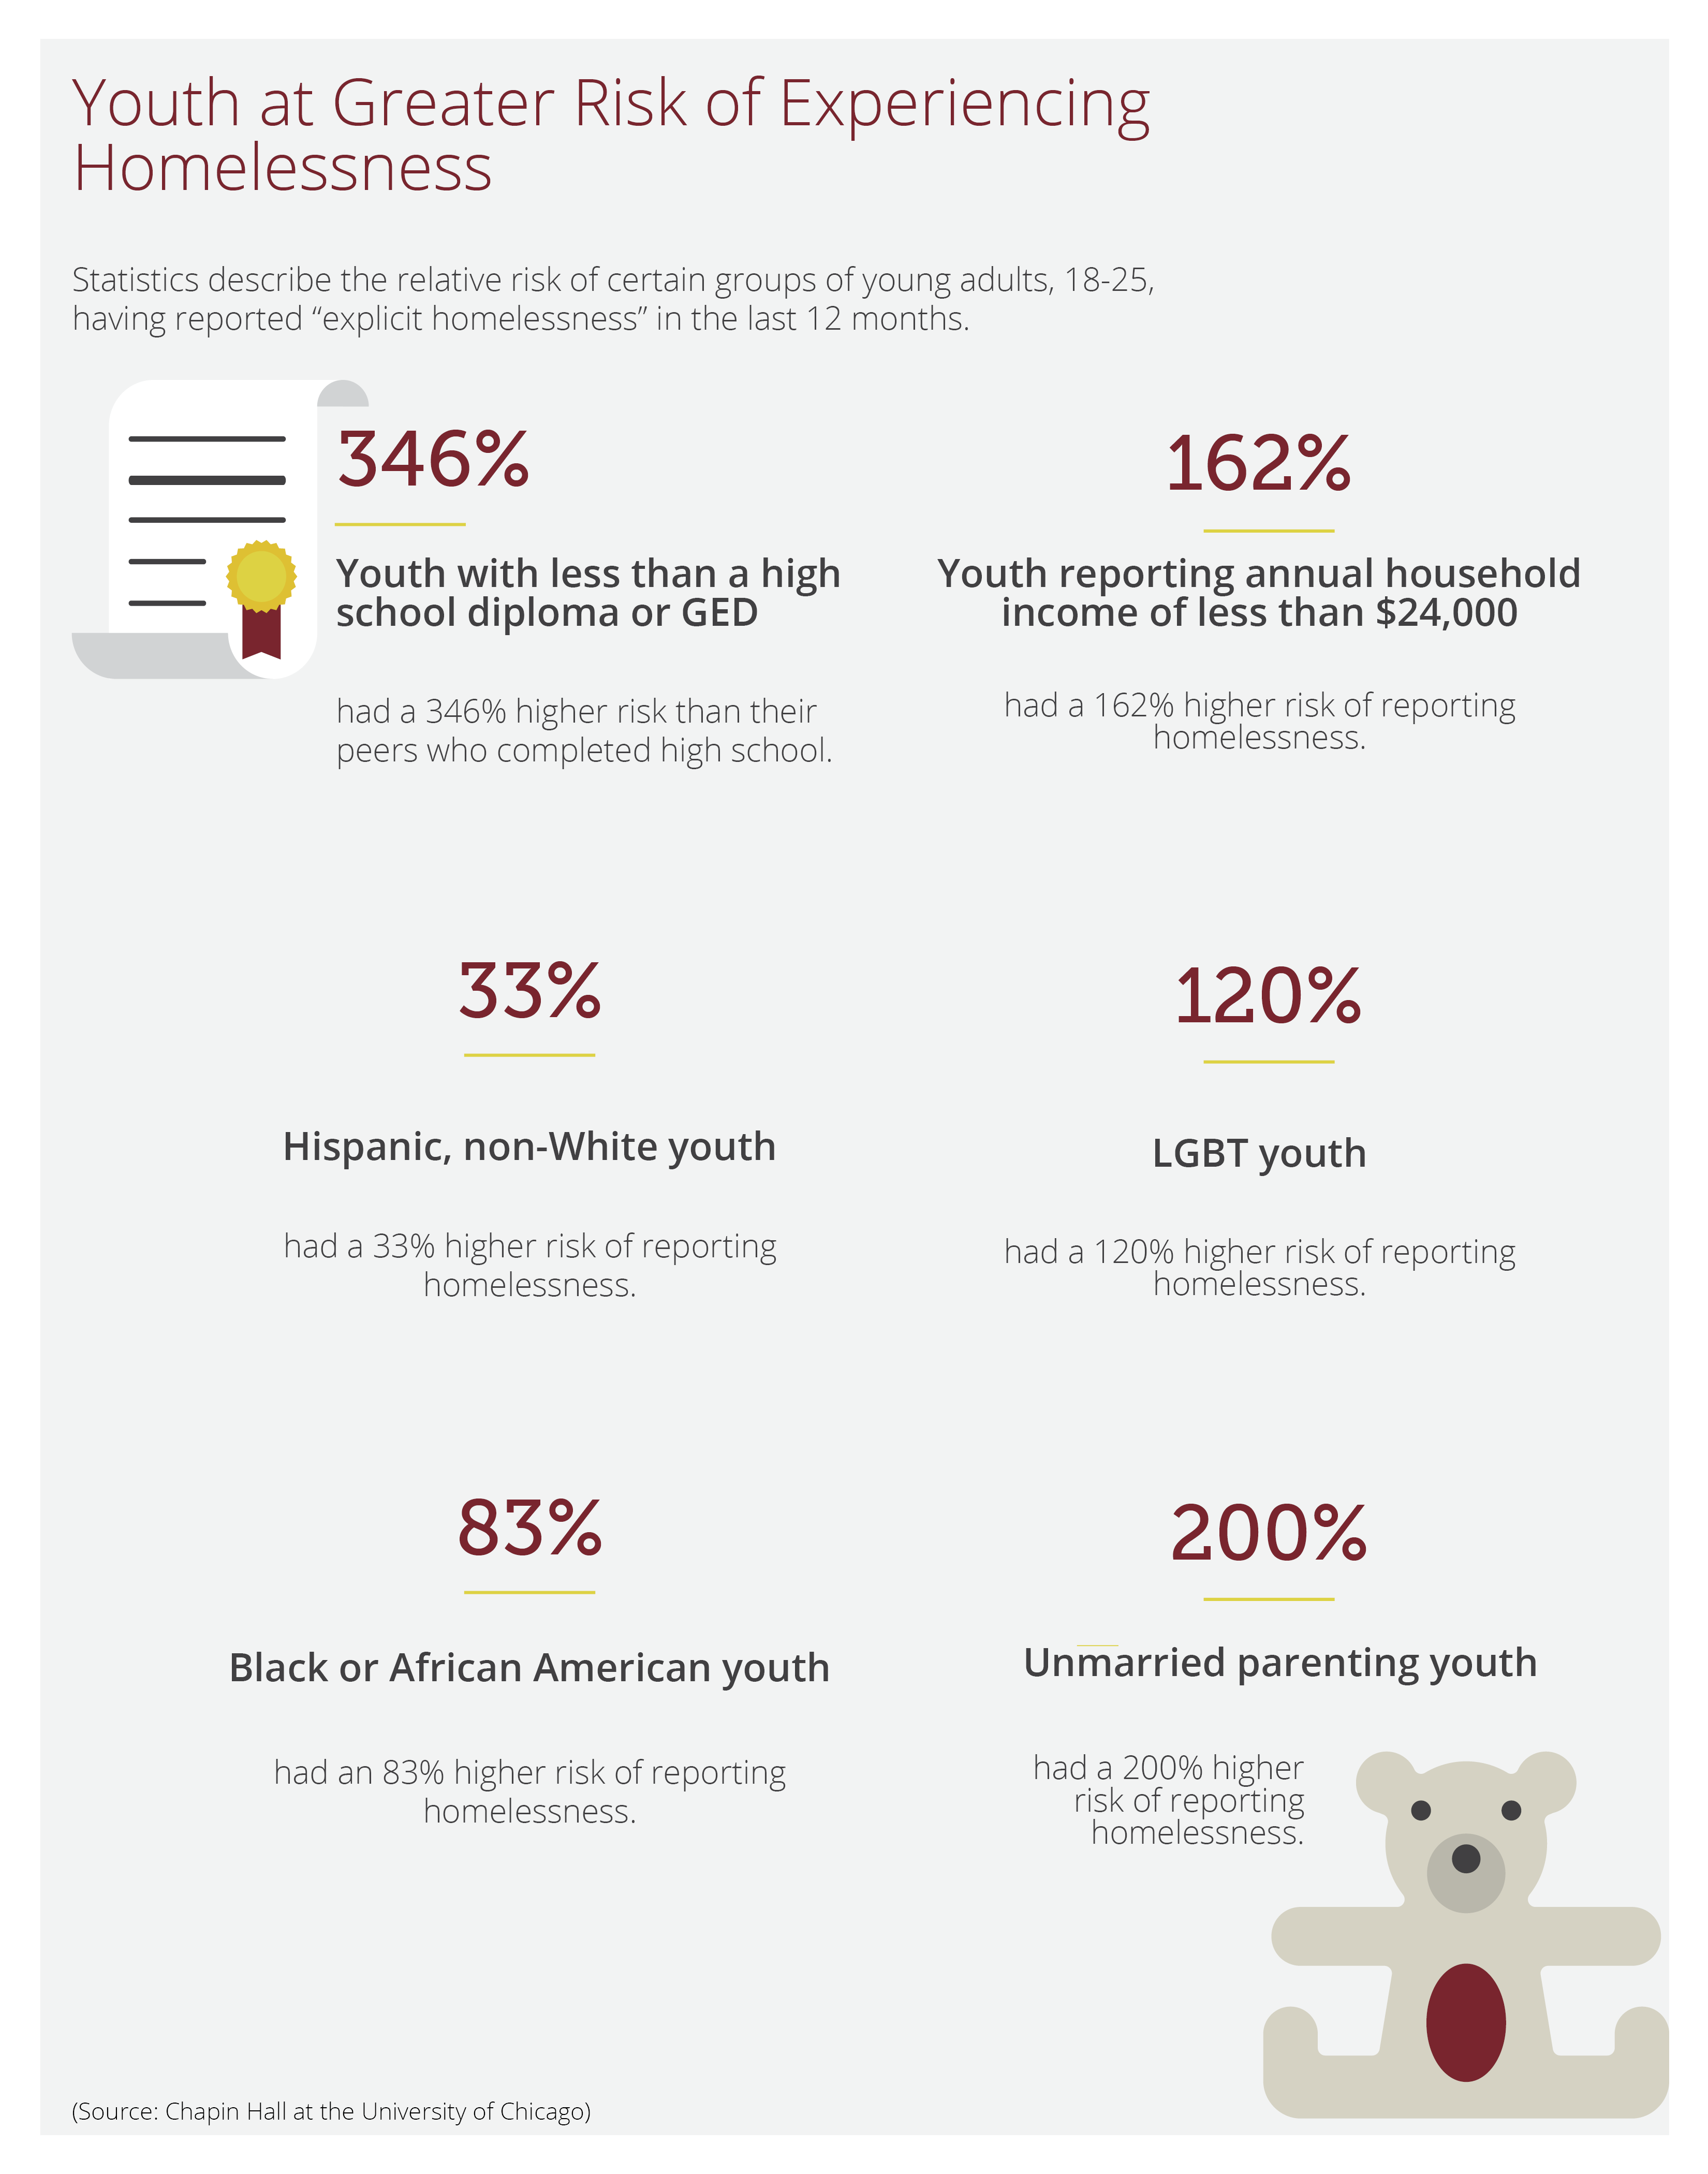 Youth at Greater Risk of Experiencing
Homelessness
Statistics describe the relative risk of certain groups of young adults, 18-25,
having reported “explicit homelessness” in the last 12 months.
346%
Youth with less than a high
school diploma or GED
had a 346% higher risk than their
peers who completed high school.
162%
Youth reporting annual household
income of less than $24,000
had a 162% higher risk of reporting
homelessness.
33%
Hispanic, non-White youth
had a 33% higher risk of reporting
homelessness.
120%
LGBT youth
had a 120% higher risk of reporting
homelessness.
83%
Black or African American youth
had an 83% higher risk of reporting
homelessness.
200%
Unmarried parenting youth
had a 200% higher
risk of reporting
homelessness.
(Source: Chapin Hall at the University of Chicago)